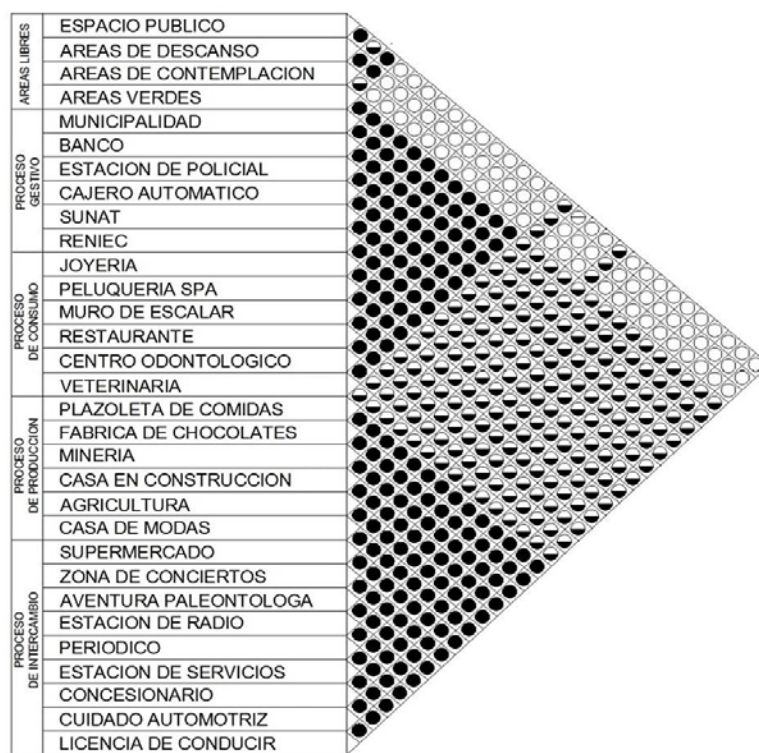 AREAS LIBRES
ESPACIO PUBLICO
AREAS DE DESCANSO
AREAS DE CONTEMPLACION
AREAS VERDES
PROCESO
GESTIVO
MUNICIPALIDAD
BANCO
ESTACION DE POLICIAL
CAJERO AUTOMATICO
SUNAT
RENIEC
PROCESO
DE CONSUMO
JOYERIA
PELUQUERIA SPA
MURO DE ESCALAR
RESTAURANTE
CENTRO ODONTOLOGICO
VETERINARIA
PROCESO
DE PRODUCCION
PLAZOLETA DE COMIDAS
FABRICA DE CHOCOLATES
MINERIA
CASA EN CONSTRUCCION
AGRICULTURA
CASA DE MODAS
PROCESO
DE INTERCAMBIO
SUPERMERCADO
ZONA DE CONCIERTOS
AVENTURA PALEONTOLOGA
ESTACION DE RADIO
PERIODICO
ESTACION DE SERVICIOS
CONCESIONARIO
CUIDADO AUTOMOTRIZ
LICENCIA DE CONDUCIR